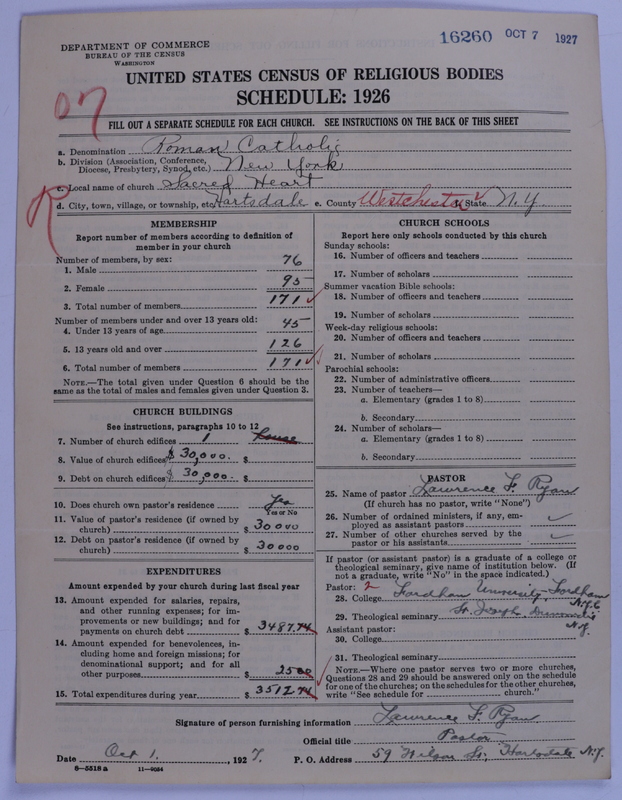 16260 OCT 7 1927
DEPARTMENT OF COMMERCE
BUREAU OF THE CENSUS
WASHINGTON
UNITED STATES CENSUS OF RELIGIOUS BODIES
SCHEDULE: 1926
FILL OUT A SEPARATE SCHEDULE FOR EACH CHURCH. SEE INSTRUCTIONS ON THE BACK OF THIS SHEET
a. Denomination Roman Catholic
b. Division (Association, Conference,
Diocese, Presbytery, Synod, etc.) New York
c. Local name of church Sacred Heart
d. City, town, village, or township, etc. Hartsdale e. County Westchester f. State N.Y
MEMBERSHIP
Report number of members according to definition of
member in your church
Number of members, by sex:
1. Male 76
2. Female 95
3. Total number of members 171
Number of members under and over 13 years old:
4. Under 13 years of age 45
5. 13 years old and over 126
6. Total number of members 171
NOTE.—The total given under Question 6 should be the
same as the total of males and females given under Question 3.
CHURCH BUILDINGS
See instructions, paragraphs 10 to 12
7. Number of church edifices 1
8. Value of church edifices $ 30,000. $
9. Debt on church edifices $ 30,000. $
10. Does church own pastor's residence Yes
Yes or No
11. Value of pastor's residence (if owned by
church) $ 30000
12. Debt on pastor's residence (if owned by
church) $ 30000
EXPENDITURES
Amount expended by your church during last fiscal year
13. Amount expended for salaries, repairs,
and other running expenses; for im-
provements or new buildings; and for
payments on church debt $ 3487.74
14. Amount expended for benevolences, in-
cluding home and foreign missions; for
denominational support; and for all
other purposes $ 2500
15. Total expenditures during year $ 3512.74
CHURCH SCHOOLS
Report here only schools conducted by this church
Sunday schools:
16. Number of officers and teachers
17. Number of scholars
Summer vacation Bible schools:
18. Number of officers and teachers
19. Number of scholars
Week-day religious schools:
20. Number of officers and teachers
21. Number of scholars
Parochial schools:
22. Number of administrative officers
23. Number of teachers—
a. Elementary (grades 1 to 8)
b. Secondary
24. Number of scholars—
a. Elementary (grades 1 to 8)
b. Secondary
PASTOR
25. Name of pastor Lawrence F. Ryan
(If church has no pastor, write "None")
26. Number of ordained ministers, if any, em-
ployed as assistant pastors
27. Number of other churches served by the
pastor or his assistants
If pastor (or assistant pastor) is a graduate of a college or
theological seminary, give name of institution below. (If
not a graduate, write "No" in the space indicated.)
Pastor: 2
28. College Fordham University Fordham
N.Y.C
29. Theological seminary St. Joseph
N.Y.
Assistant pastor:
30. College
31. Theological seminary
NOTE.—Where one pastor serves two or more churches,
Questions 28 and 29 should be answered only on the schedule
for one of the churches; on the schedules for the other churches,
write "See schedule for church."
Signature of person furnishing information Lawrence F. Ryan
Official title Pastor
Date Oct 1. , 1927. P. O. Address 59 Wilson St, Hartsdale N.Y.
6—5518 a 11—9084